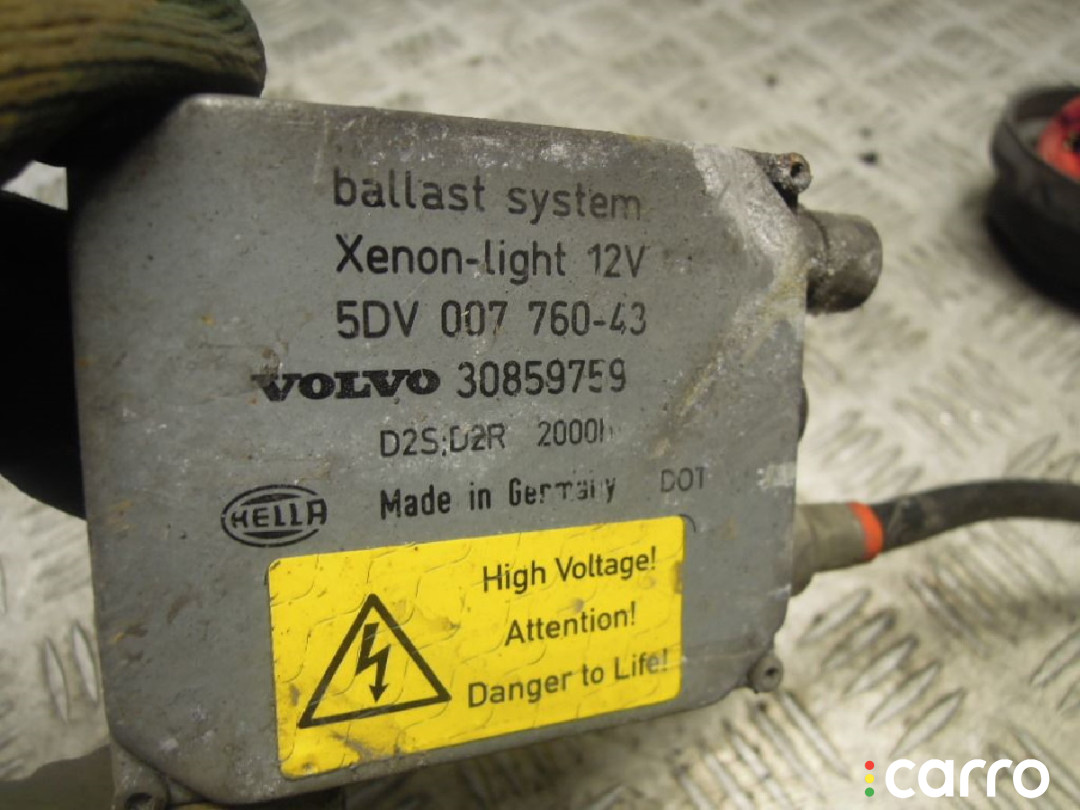 ballast system
Xenon-light 12V
5DV 007 760-43
VOLVO 30859759
D2S;D2R 2000h
Made in Germany DOT
HELLA
High Voltage!
Attention!
Danger to Life!
carro